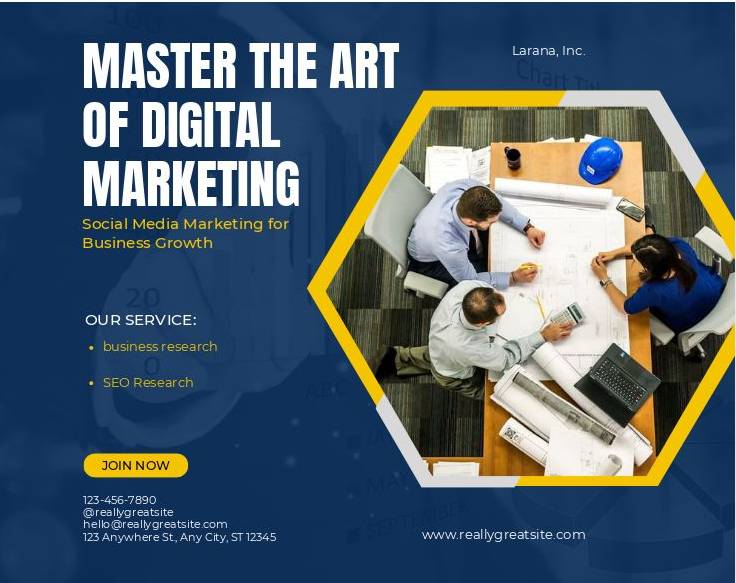 Larana, Inc.
MASTER THE ART
OF DIGITAL
MARKETING
Social Media Marketing for
Business Growth
OUR SERVICE:
• business research
• SEO Research
JOIN NOW
123-456-7890
@reallygreatsite
hello@reallygreatsite.com
123 Anywhere St., Any City, ST 12345
www.reallygreatsite.com